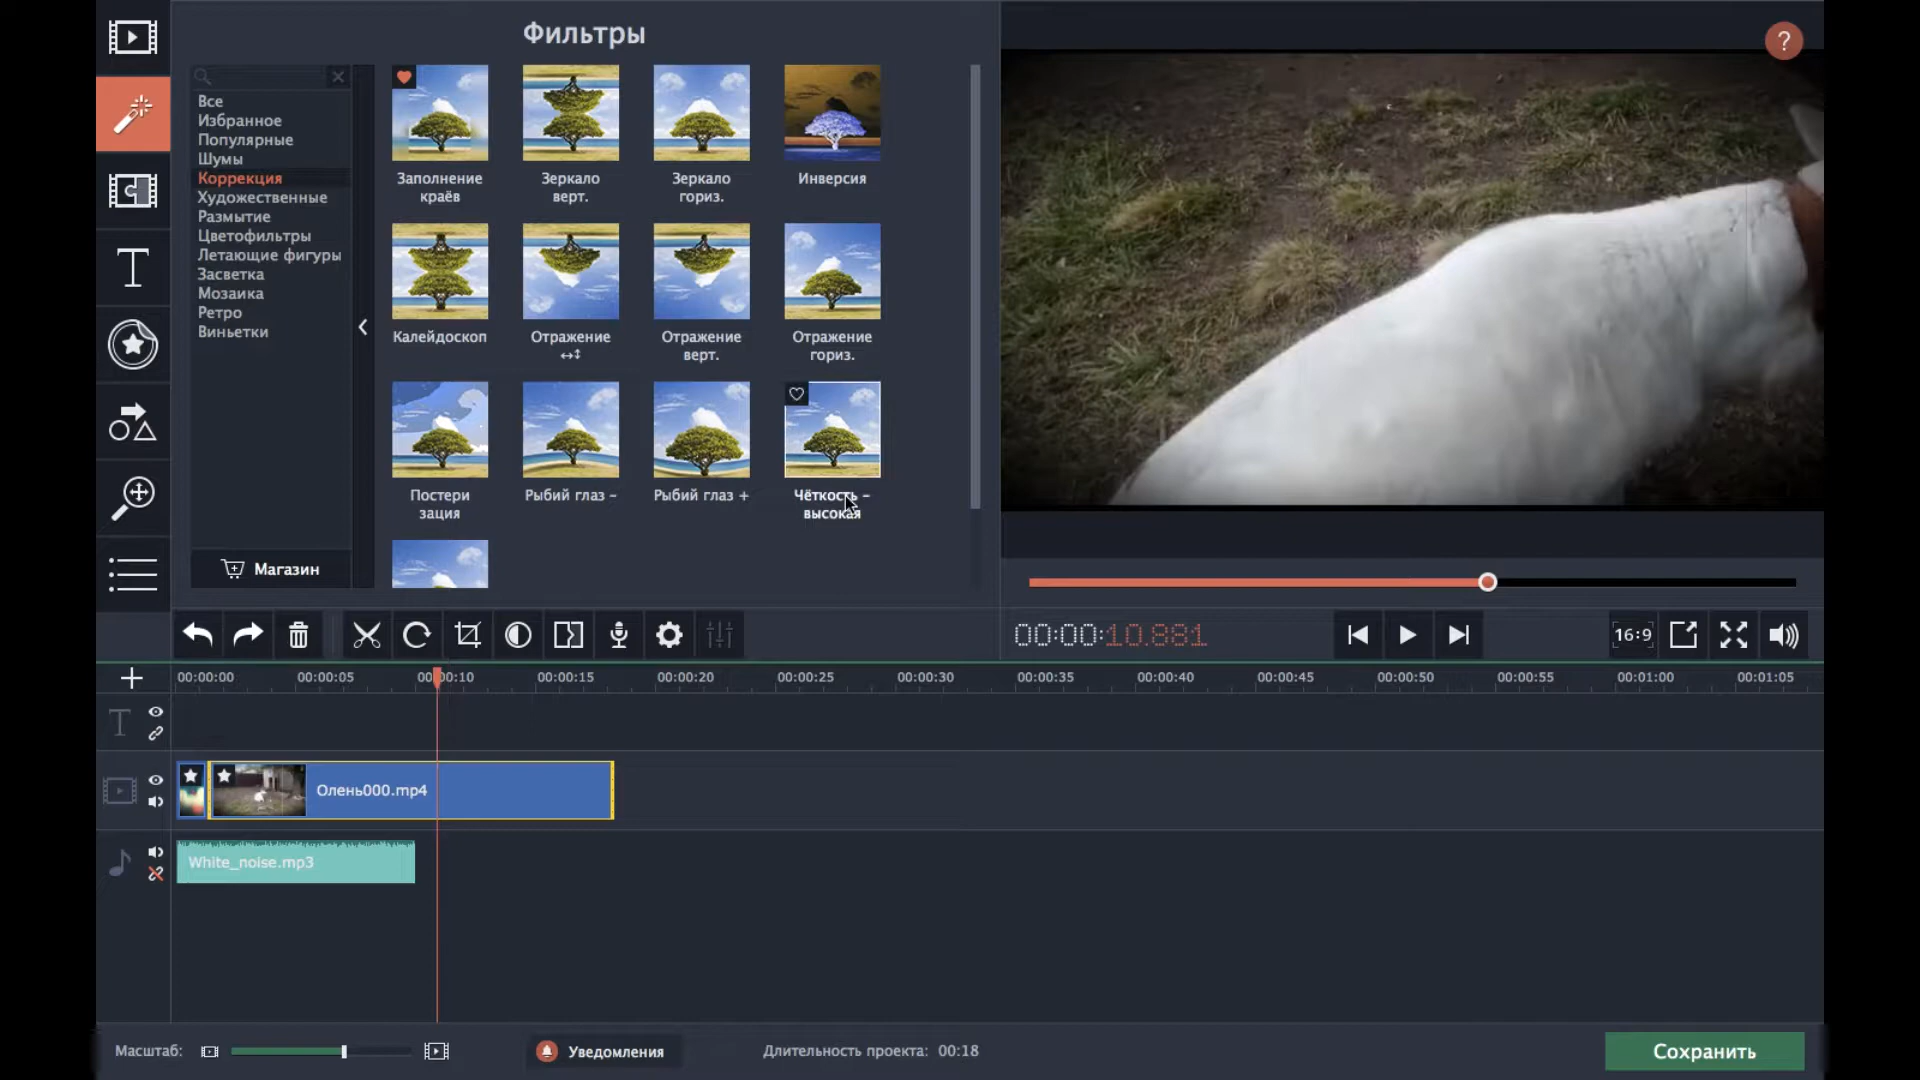 Фильтры
?
Все
Избранное
Популярные
Шумы
Коррекция
Художественные
Размытие
Цветофильтры
Летающие фигуры
Засветка
Мозаика
Ретро
Виньетки
Магазин
Заполнение
краёв
Зеркало
верт.
Зеркало
гориз.
Инверсия
Калейдоскоп
Отражение
↔↕
Отражение
верт.
Отражение
гориз.
Постери
зация
Рыбий глаз -
Рыбий глаз +
Чёткость -
высокая
00:00:10.881
16:9
00:00:00
00:00:05
00:00:10
00:00:15
00:00:20
00:00:25
00:00:30
00:00:35
00:00:40
00:00:45
00:00:50
00:00:55
00:01:00
00:01:05
Олень000.mp4
White_noise.mp3
Масштаб:
Уведомления
Длительность проекта: 00:18
Сохранить